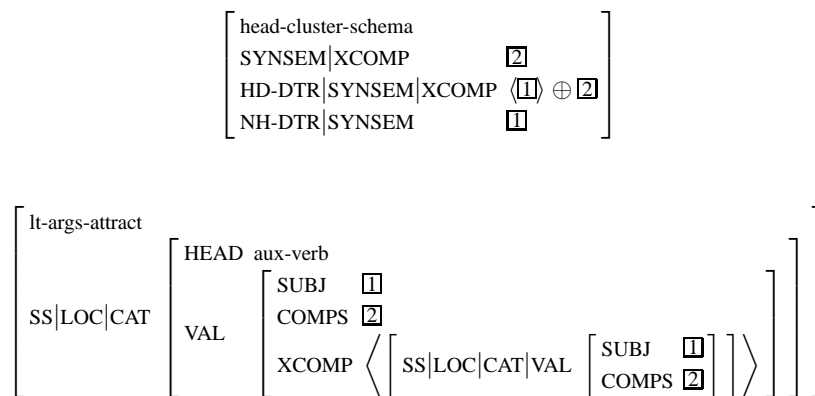 head-cluster-schema
SYNSEM|XCOMP 2
HD-DTR|SYNSEM|XCOMP ⟨1⟩ ⊕ 2
NH-DTR|SYNSEM 1
lt-args-attract
HEAD aux-verb
SUBJ 1
COMPS 2
SS|LOC|CAT VAL XCOMP ⟨[SS|LOC|CAT|VAL [SUBJ 1
COMPS 2]]⟩